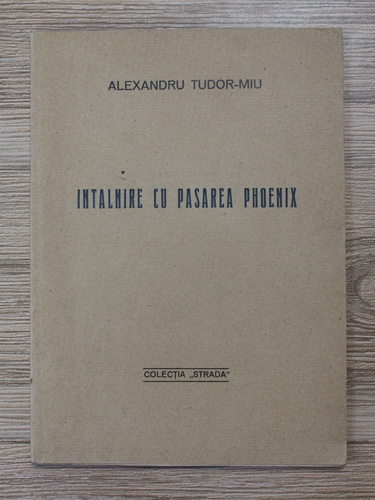 ALEXANDRU TUDOR-MIU
INTALNIRE CU PASAREA PHOENIX
COLECȚIA „STRADA"